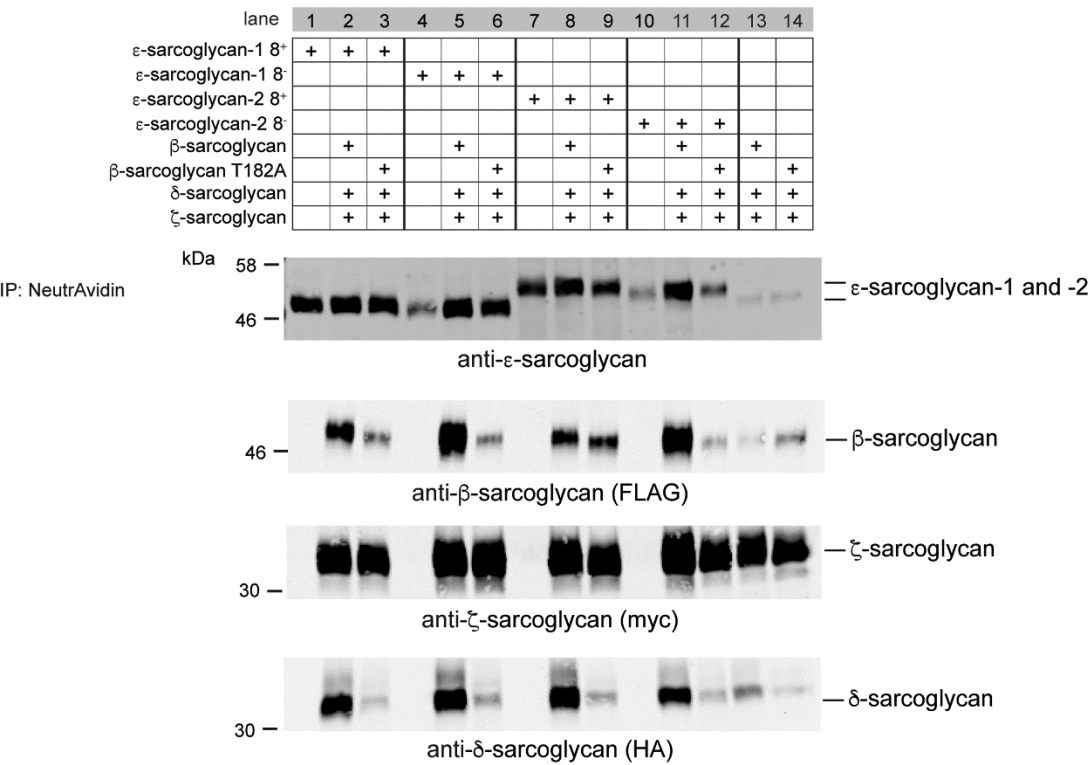 lane 1 2 3 4 5 6 7 8 9 10 11 12 13 14
ε-sarcoglycan-1 8⁺ + + +
ε-sarcoglycan-1 8⁻ + + +
ε-sarcoglycan-2 8⁺ + + +
ε-sarcoglycan-2 8⁻ + + +
β-sarcoglycan + + + + +
β-sarcoglycan T182A + + + + +
δ-sarcoglycan + + + + + + + + + +
ζ-sarcoglycan + + + + + + + + + +
kDa
58
IP: NeutrAvidin
ε-sarcoglycan-1 and -2
46
anti-ε-sarcoglycan
β-sarcoglycan
46
anti-β-sarcoglycan (FLAG)
ζ-sarcoglycan
30
anti-ζ-sarcoglycan (myc)
δ-sarcoglycan
30
anti-δ-sarcoglycan (HA)